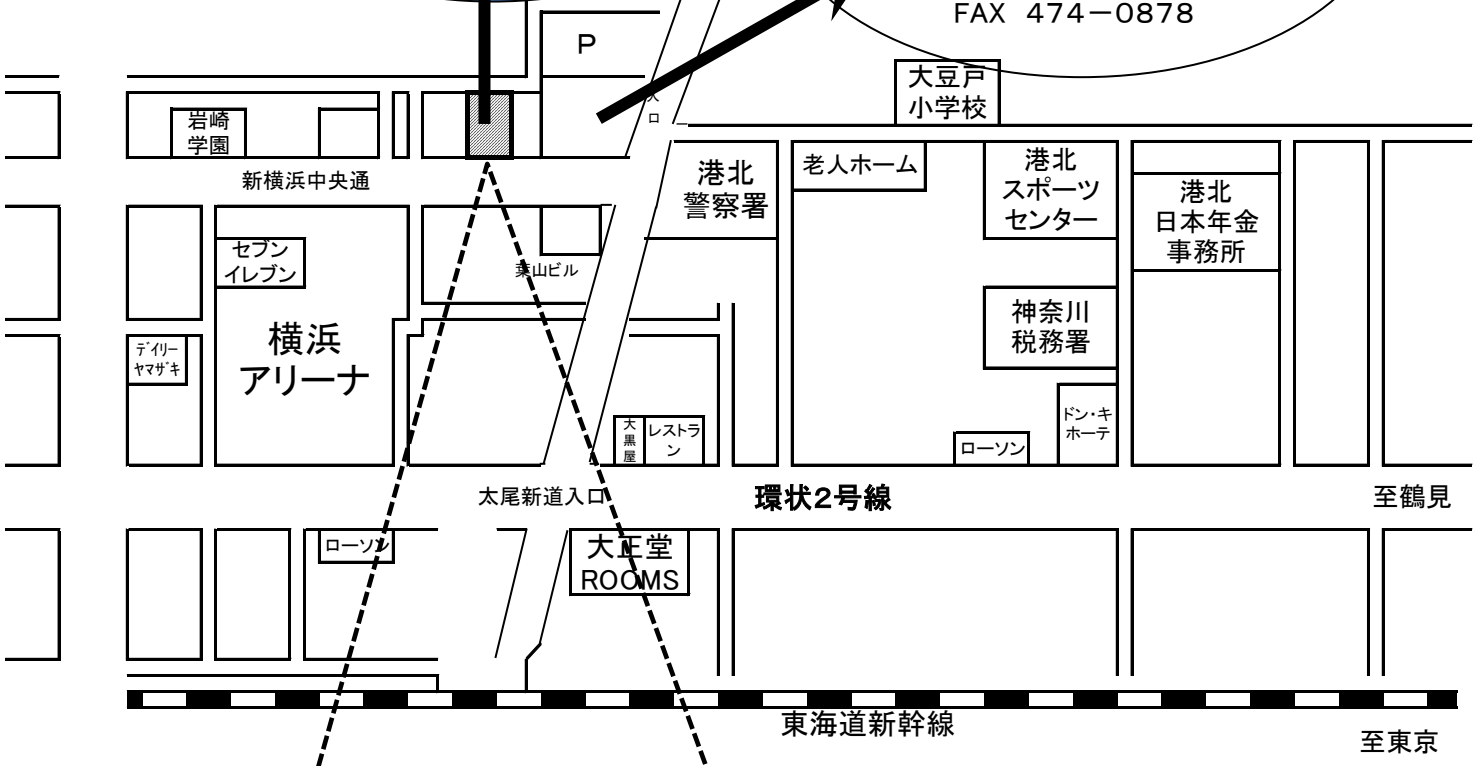 FAX 474－0878
P
大豆戸
小学校
入
口
岩崎
学園
新横浜中央通
港北
警察署
老人ホーム
港北
スポーツ
センター
港北
日本年金
事務所
セブン
イレブン
葉山ビル
横浜
アリーナ
デイリー
ヤマザキ
神奈川
税務署
大
黒
屋
レストラ
ン
ローソン
ドン・キ
ホーテ
太尾新道入口
環状２号線
至鶴見
ローソン
大正堂
ROOMS
東海道新幹線
至東京